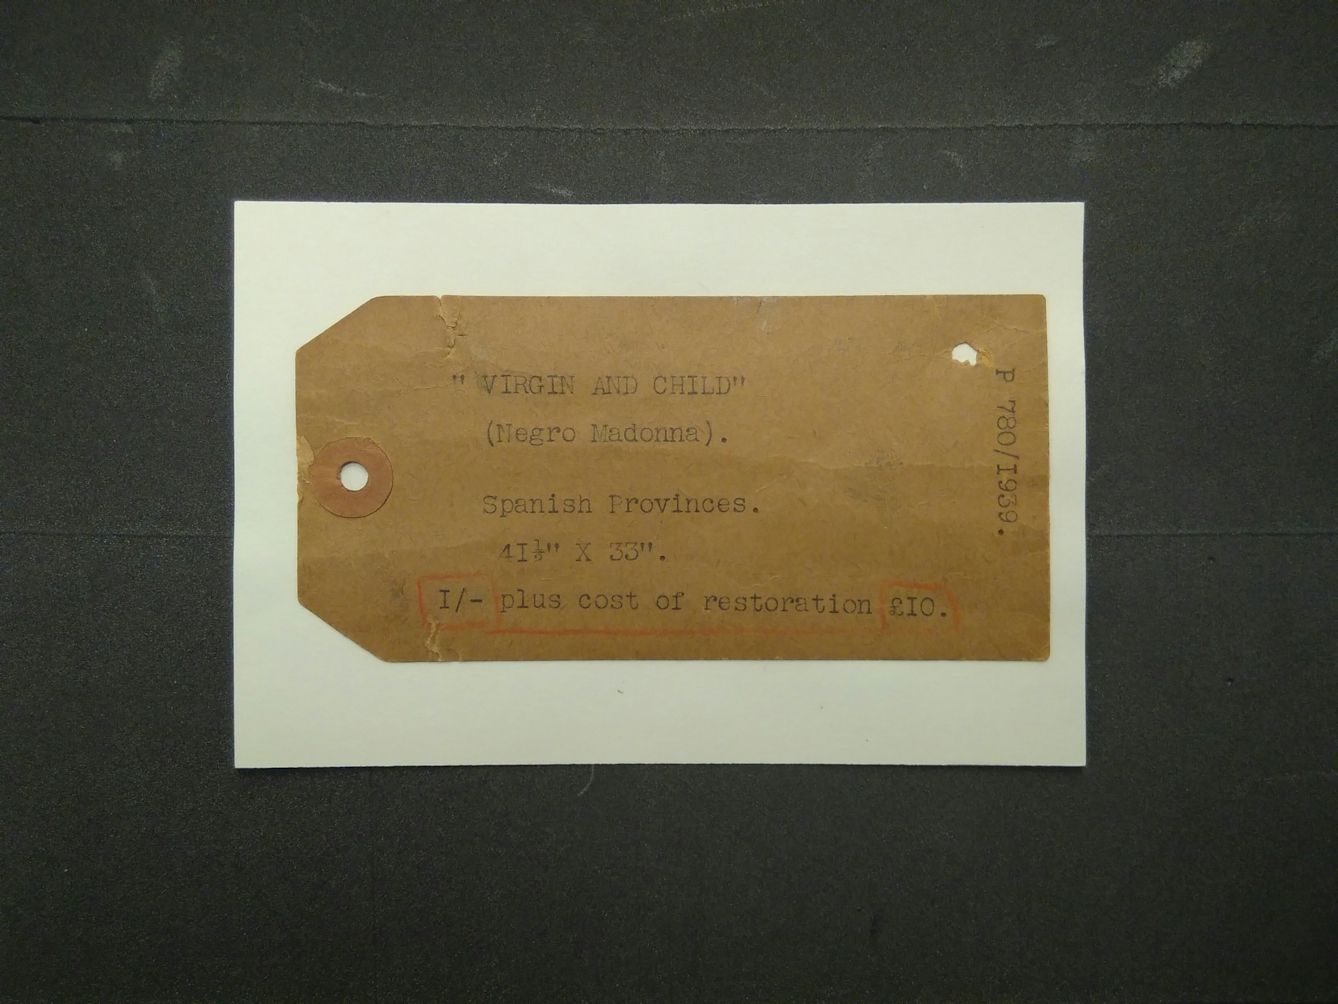 " VIRGIN AND CHILD"
(Negro Madonna).
Spanish Provinces.
4I½" X 33".
I/- plus cost of restoration £IO.
P 780/I939.